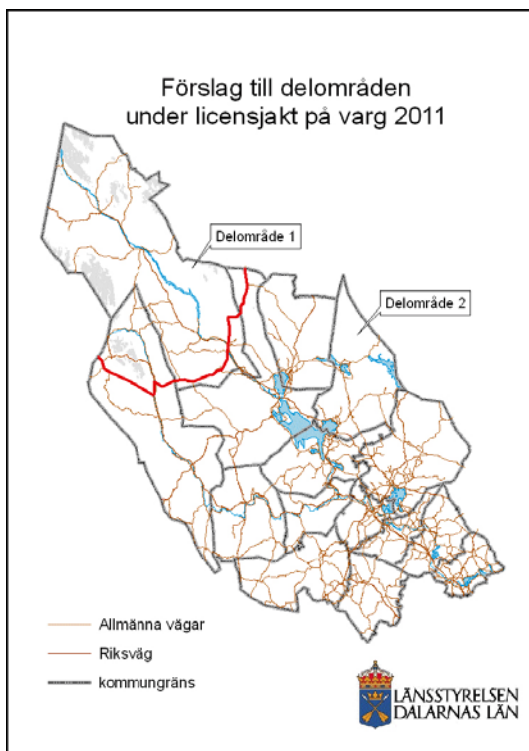 Förslag till delområden
under licensjakt på varg 2011
Delområde 1
Delområde 2
Allmänna vägar
Riksväg
kommungräns
LÄNSSTYRELSEN
DALARNAS LÄN